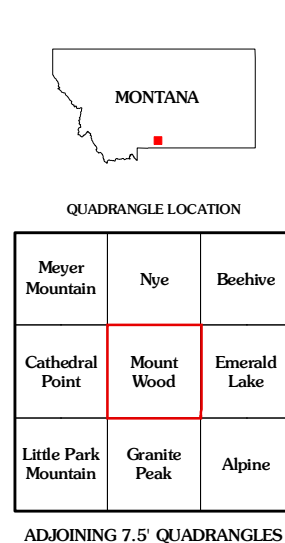 MONTANA
QUADRANGLE LOCATION
Meyer
Mountain
Nye
Beehive
Cathedral
Point
Mount
Wood
Emerald
Lake
Little Park
Mountain
Granite
Peak
Alpine
ADJOINING 7.5' QUADRANGLES